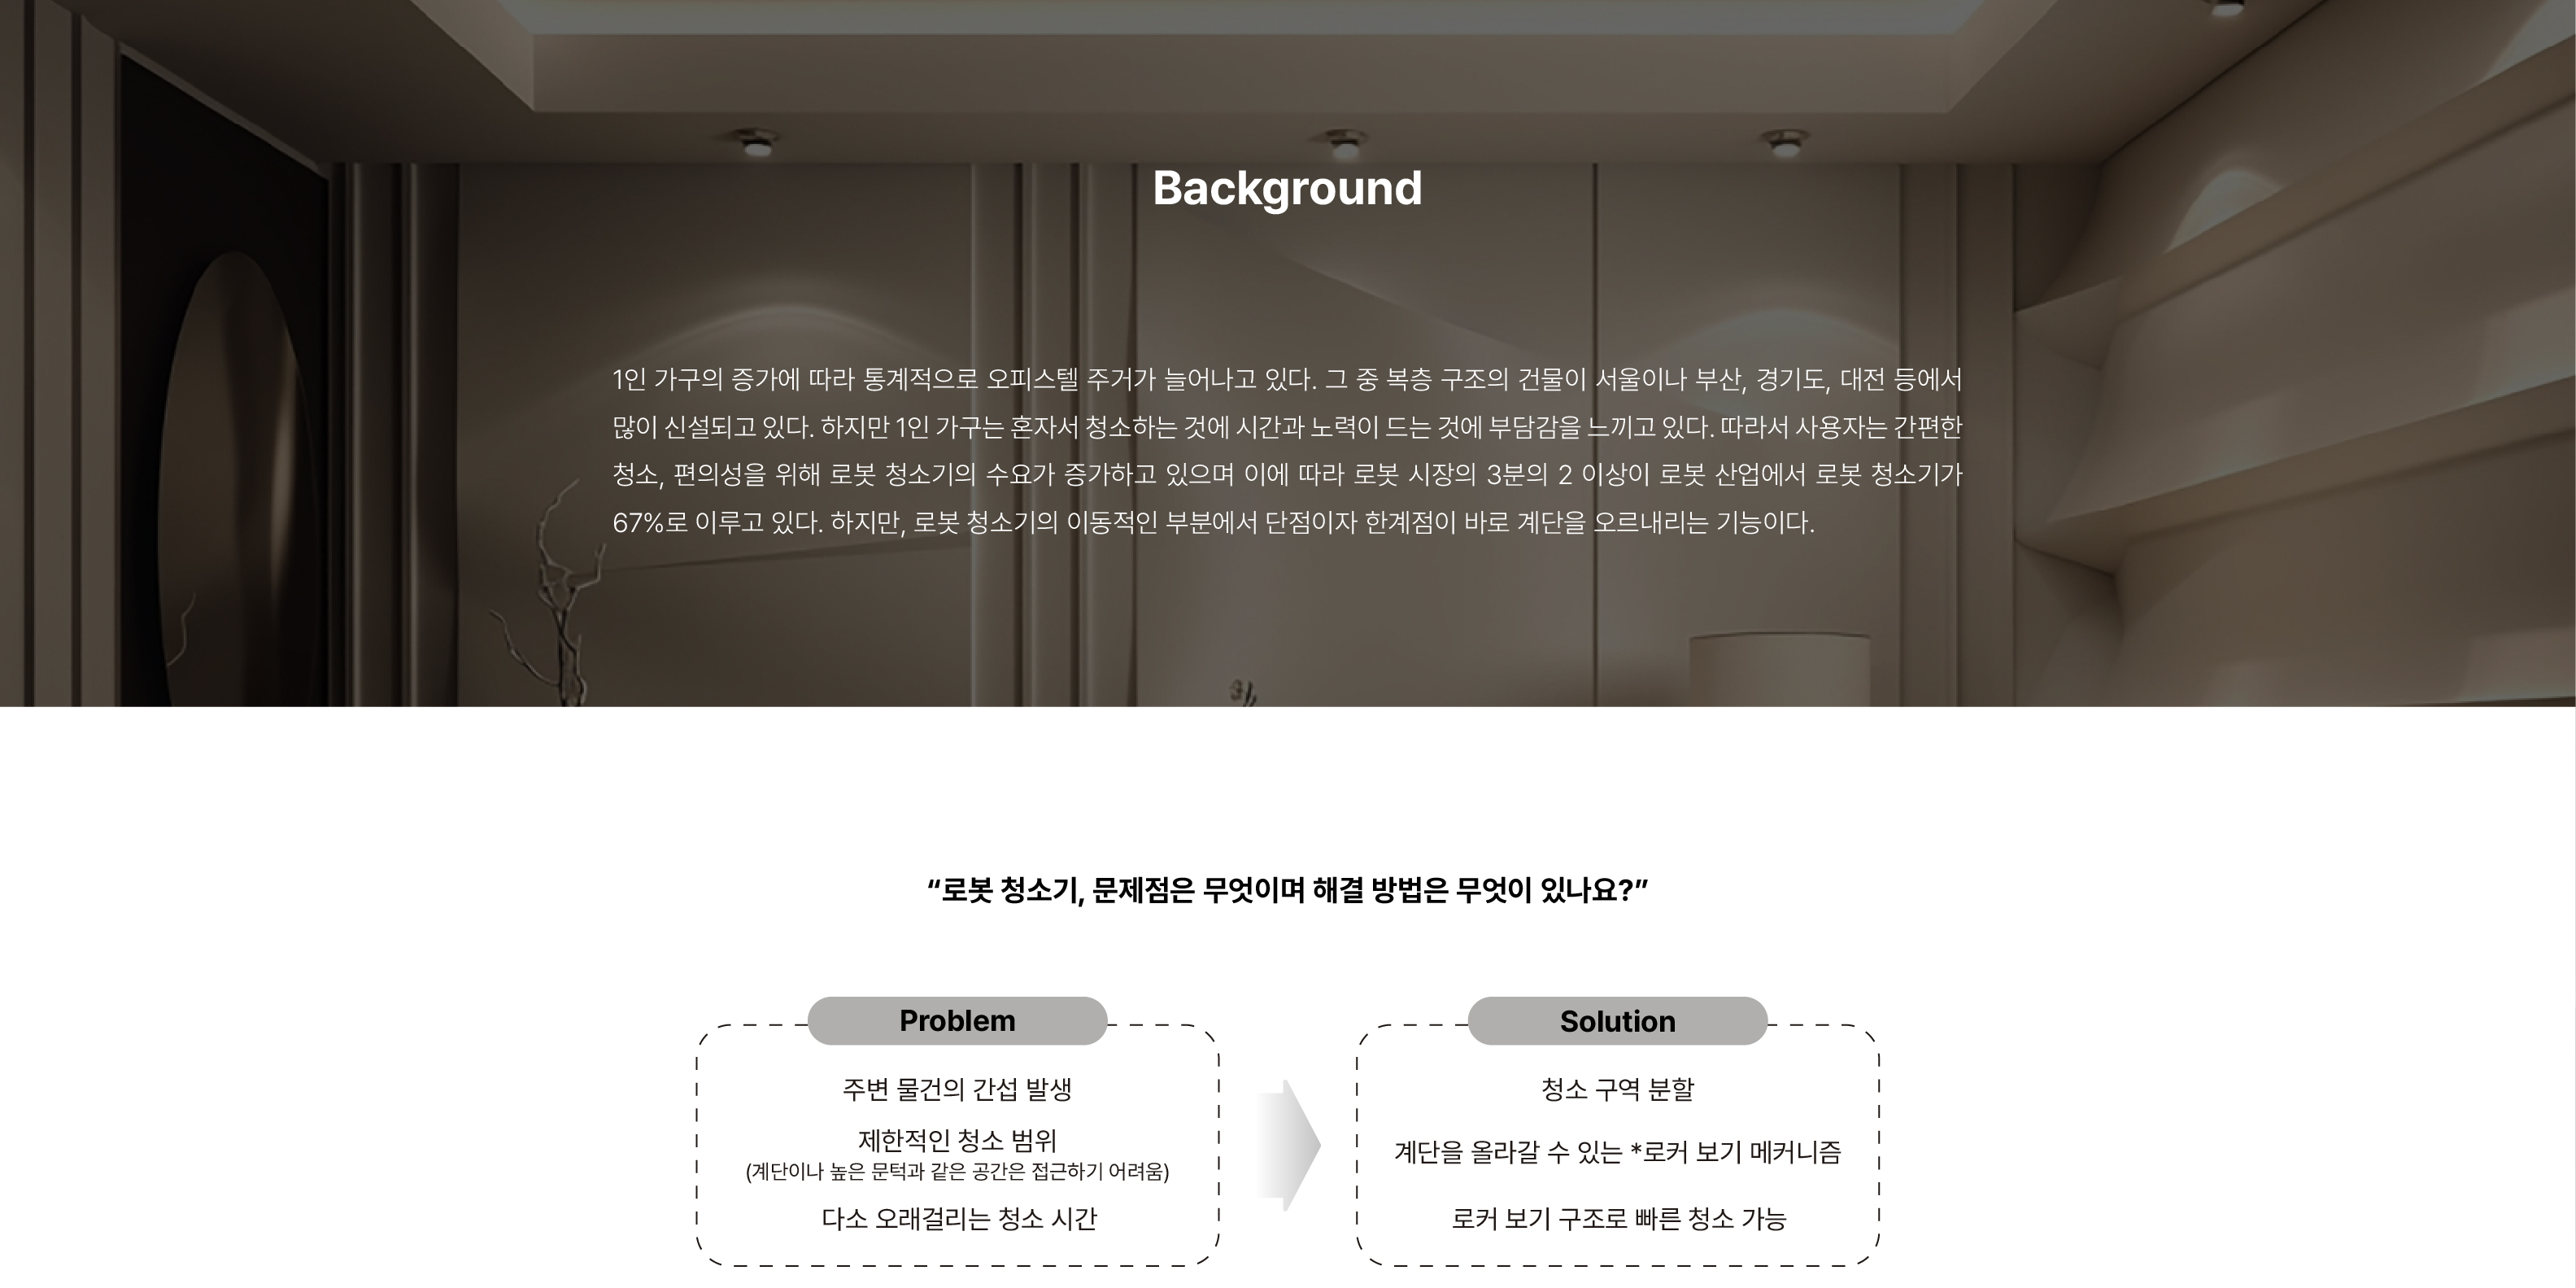 Background
1인 가구의 증가에 따라 통계적으로 오피스텔 주거가 늘어나고 있다. 그 중 복층 구조의 건물이 서울이나 부산, 경기도, 대전 등에서
많이 신설되고 있다. 하지만 1인 가구는 혼자서 청소하는 것에 시간과 노력이 드는 것에 부담감을 느끼고 있다. 따라서 사용자는 간편한
청소, 편의성을 위해 로봇 청소기의 수요가 증가하고 있으며 이에 따라 로봇 시장의 3분의 2 이상이 로봇 산업에서 로봇 청소기가
67%로 이루고 있다. 하지만, 로봇 청소기의 이동적인 부분에서 단점이자 한계점이 바로 계단을 오르내리는 기능이다.
“로봇 청소기, 문제점은 무엇이며 해결 방법은 무엇이 있나요?”
Problem
주변 물건의 간섭 발생
제한적인 청소 범위
(계단이나 높은 문턱과 같은 공간은 접근하기 어려움)
다소 오래걸리는 청소 시간
Solution
청소 구역 분할
계단을 올라갈 수 있는 *로커 보기 메커니즘
로커 보기 구조로 빠른 청소 가능